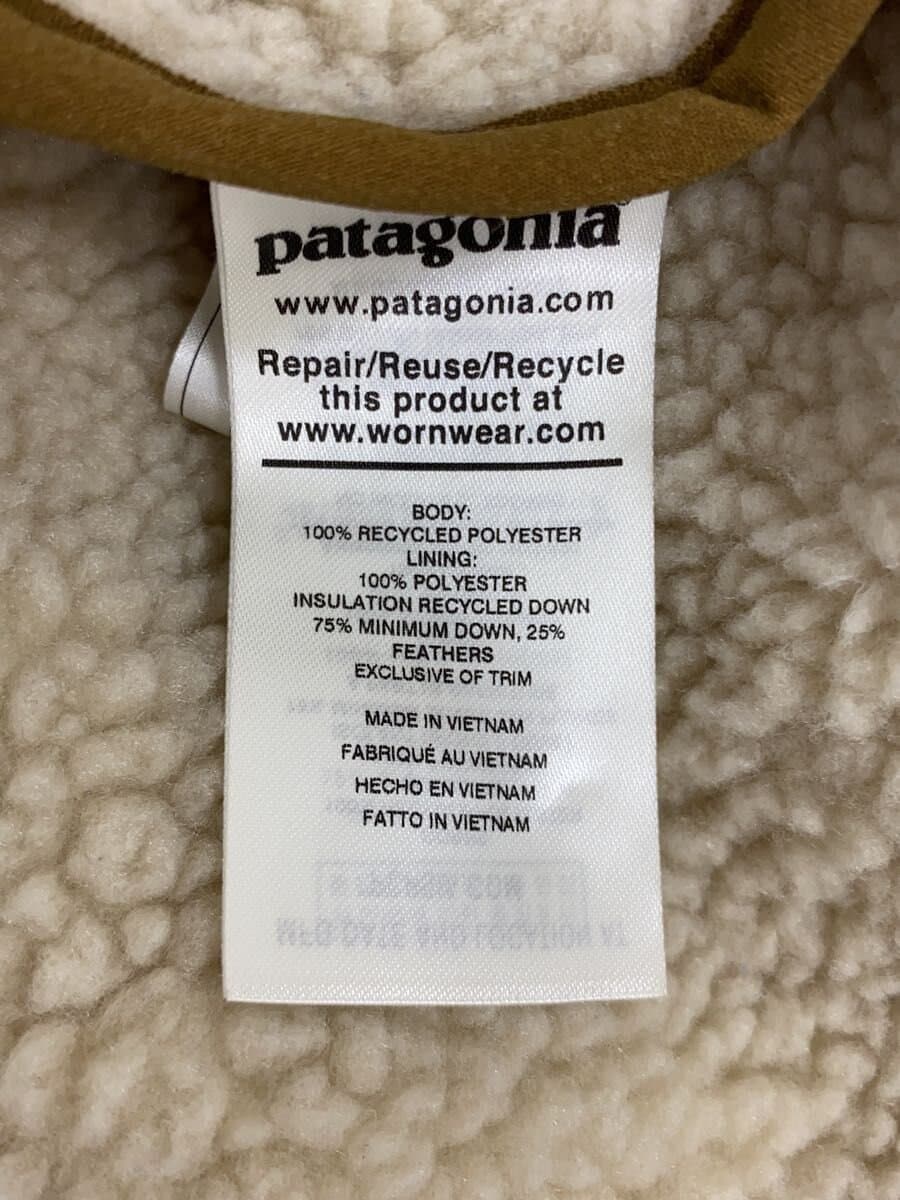 patagonia
www.patagonia.com
Repair/Reuse/Recycle
this product at
www.wornwear.com
BODY:
100% RECYCLED POLYESTER
LINING:
100% POLYESTER
INSULATION RECYCLED DOWN
75% MINIMUM DOWN, 25%
FEATHERS
EXCLUSIVE OF TRIM
MADE IN VIETNAM
FABRIQUÉ AU VIETNAM
HECHO EN VIETNAM
FATTO IN VIETNAM